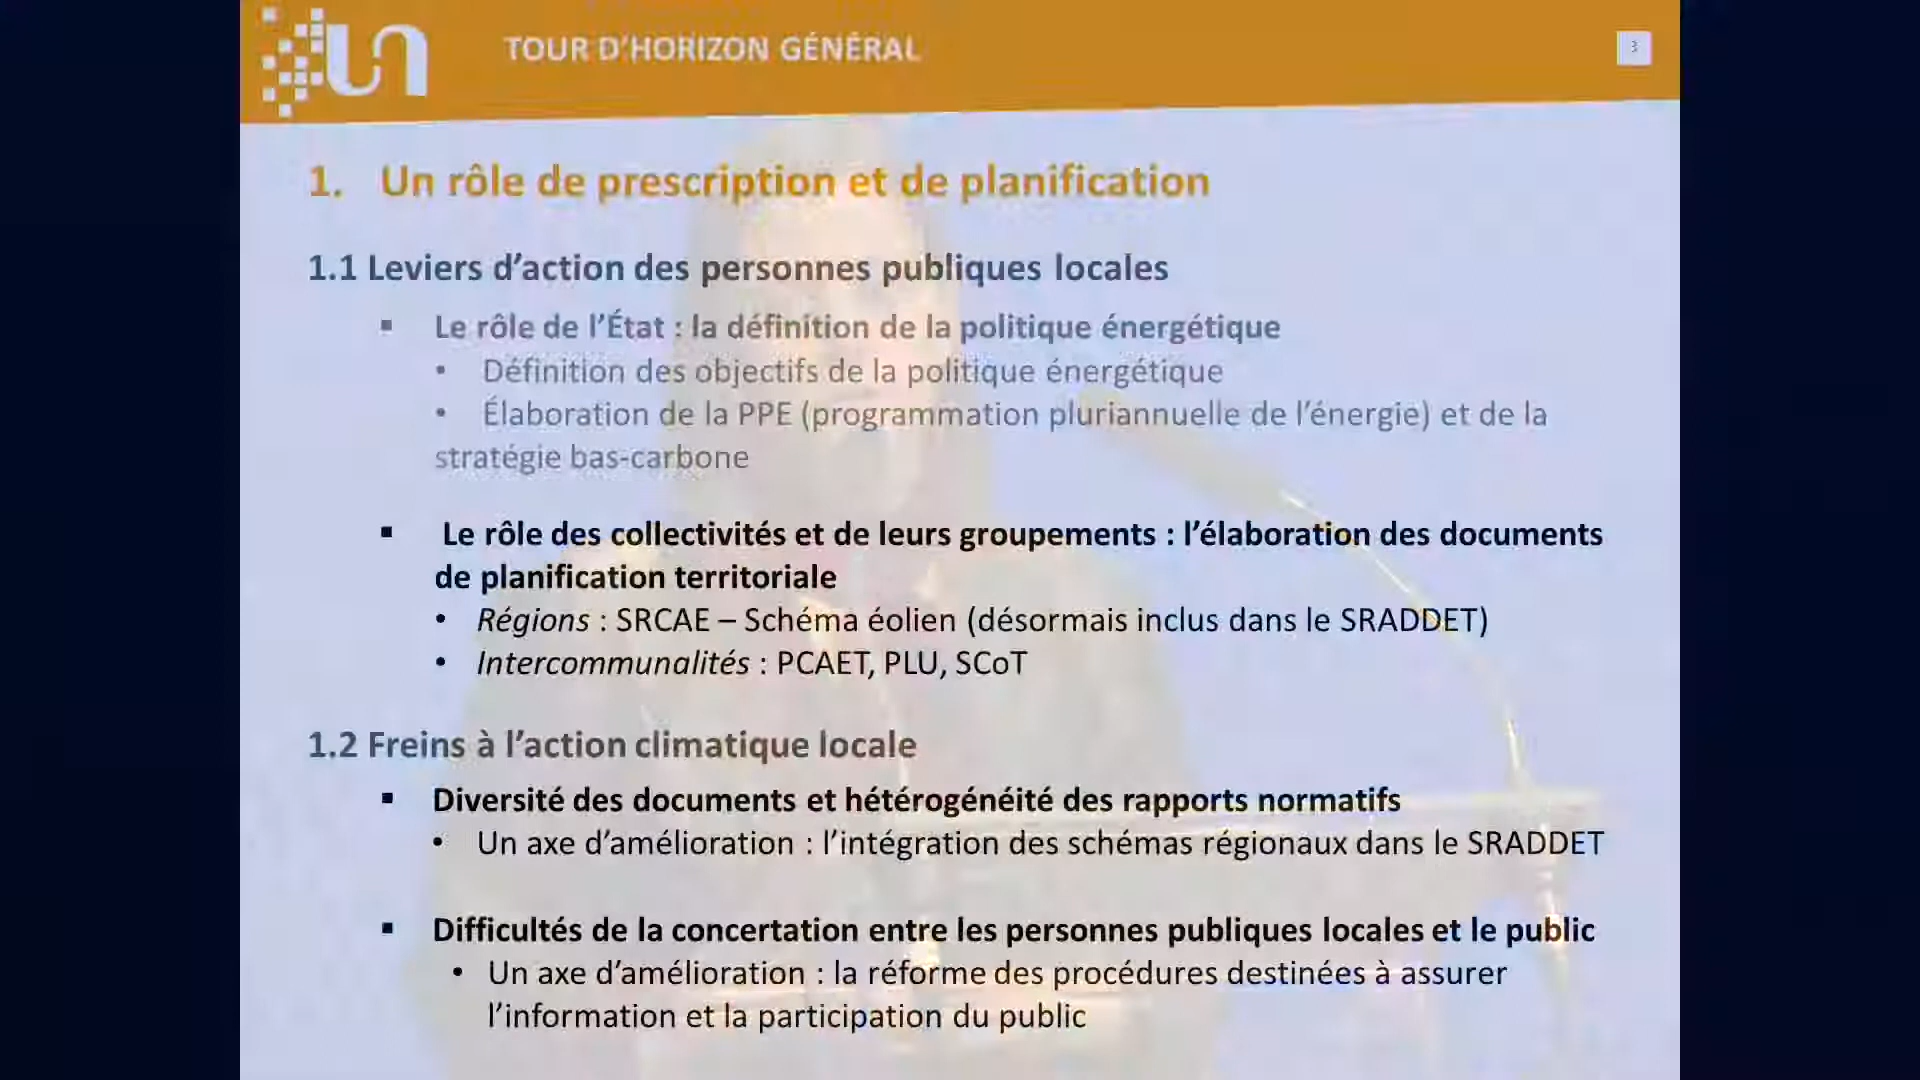 un
TOUR D'HORIZON GÉNÉRAL
3
1. Un rôle de prescription et de planification
1.1 Leviers d'action des personnes publiques locales
▪ Le rôle de l'État : la définition de la politique énergétique
• Définition des objectifs de la politique énergétique
• Élaboration de la PPE (programmation pluriannuelle de l'énergie) et de la
stratégie bas-carbone
▪ Le rôle des collectivités et de leurs groupements : l'élaboration des documents
de planification territoriale
• Régions : SRCAE – Schéma éolien (désormais inclus dans le SRADDET)
• Intercommunalités : PCAET, PLU, SCoT
1.2 Freins à l'action climatique locale
▪ Diversité des documents et hétérogénéité des rapports normatifs
• Un axe d'amélioration : l'intégration des schémas régionaux dans le SRADDET
▪ Difficultés de la concertation entre les personnes publiques locales et le public
• Un axe d'amélioration : la réforme des procédures destinées à assurer
l'information et la participation du public